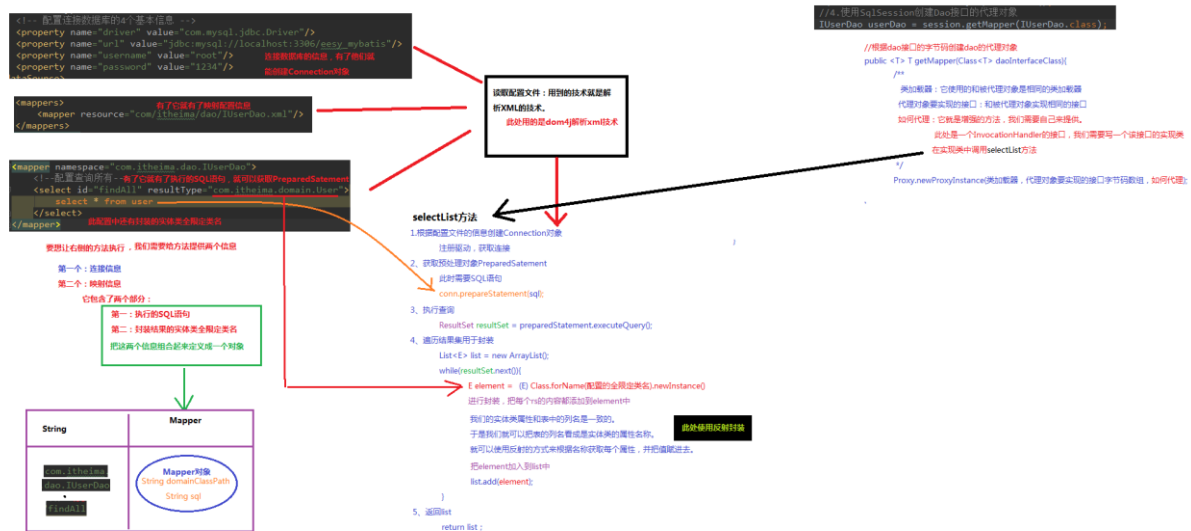 <!-- 配置连接数据库的4个基本信息 -->
<property name="driver" value="com.mysql.jdbc.Driver"/>
<property name="url" value="jdbc:mysql://localhost:3306/eesy_mybatis"/>
<property name="username" value="root"/>
<property name="password" value="1234"/>
ataSource>
连接数据库的信息，有了他们就
能创建Connection对象
<mappers>
有了它就有了映射配置信息
<mapper resource="com/itheima/dao/IUserDao.xml"/>
</mappers>
<mapper namespace="com.itheima.dao.IUserDao">
<!--配置查询所有--
有了它就有了执行的SQL语句，就可以获取PreparedStatement
<select id="findAll" resultType="com.itheima.domain.User">
select * from user
</select>
此配置中还有封装的实体类全限定类名
</mapper>
读取配置文件：用到的技术就是解
析XML的技术。
此处用的是dom4j解析xml技术
要想让右侧的方法执行，我们需要给方法提供两个信息
第一个：连接信息
第二个：映射信息
它包含了两个部分：
第一：执行的SQL语句
第二：封装结果的实体类全限定类名
把这两个信息组合起来定义成一个对象
String
Mapper
com.itheima.
dao.IUserDao
.
findAll
Mapper对象
String domainClassPath
String sql
selectList方法
1.根据配置文件的信息创建Connection对象
注册驱动，获取连接
2、获取预处理对象PreparedSatement
此时需要SQL语句
conn.prepareStatement(sql);
3、执行查询
ResultSet resultSet = preparedStatement.executeQuery();
4、遍历结果集用于封装
List<E> list = new ArrayList();
while(resultSet.next()){
E element = (E) Class.forName(配置的全限定类名).newInstance()
进行封装，把每个rs的内容都添加到element中
我们的实体类属性和表中的列名是一致的。
于是我们就可以把表的列名看成是实体类的属性名称。
就可以使用反射的方式来根据名称获取每个属性，并把值赋进去。
此处使用反射封装
把element加入到list中
list.add(element);
}
5、返回list
return list ;
//4.使用SqlSession创建Dao接口的代理对象
IUserDao userDao = session.getMapper(IUserDao.class);
//根据dao接口的字节码创建dao的代理对象
public <T> T getMapper(Class<T> daoInterfaceClass){
/**
类加载器：它使用的和被代理对象是相同的类加载器
代理对象要实现的接口：和被代理对象实现相同的接口
如何代理：它就是增强的方法，我们需要自己来提供。
此处是一个InvocationHandler的接口，我们需要写一个该接口的实现类
在实现类中调用selectList方法
*/
Proxy.newProxyInstance(类加载器，代理对象要实现的接口字节码数组，如何代理);
、
/